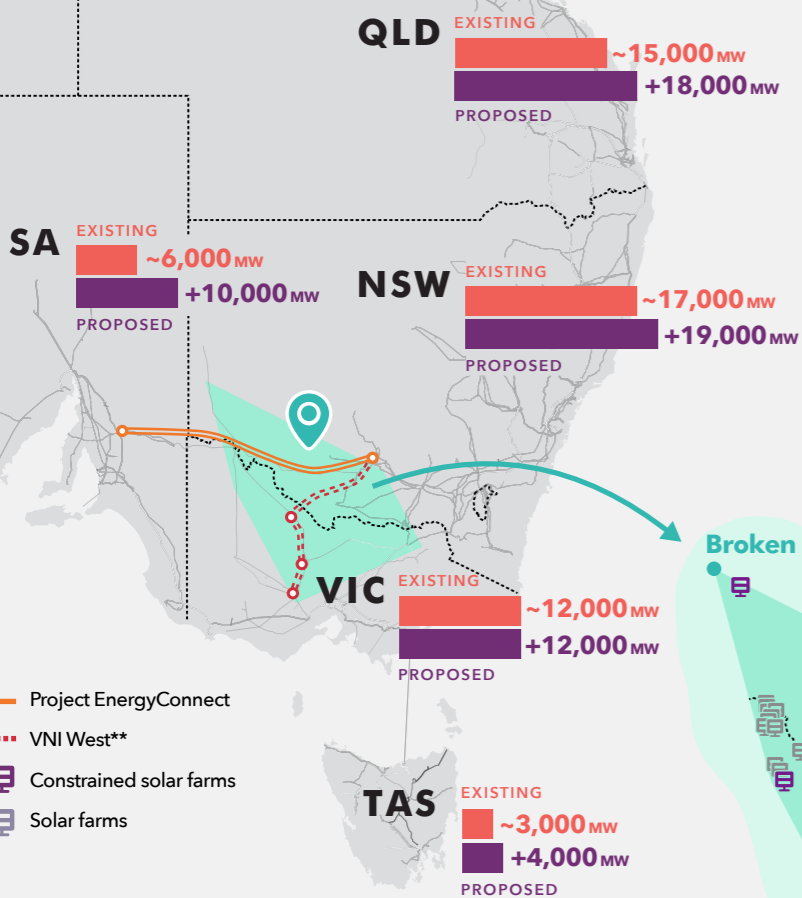 QLD
EXISTING
~15,000 MW
+18,000 MW
PROPOSED
SA
EXISTING
~6,000 MW
+10,000 MW
PROPOSED
NSW
EXISTING
~17,000 MW
+19,000 MW
PROPOSED
Broken
VIC
EXISTING
~12,000 MW
+12,000 MW
PROPOSED
Project EnergyConnect
VNI West**
Constrained solar farms
Solar farms
TAS
EXISTING
~3,000 MW
+4,000 MW
PROPOSED